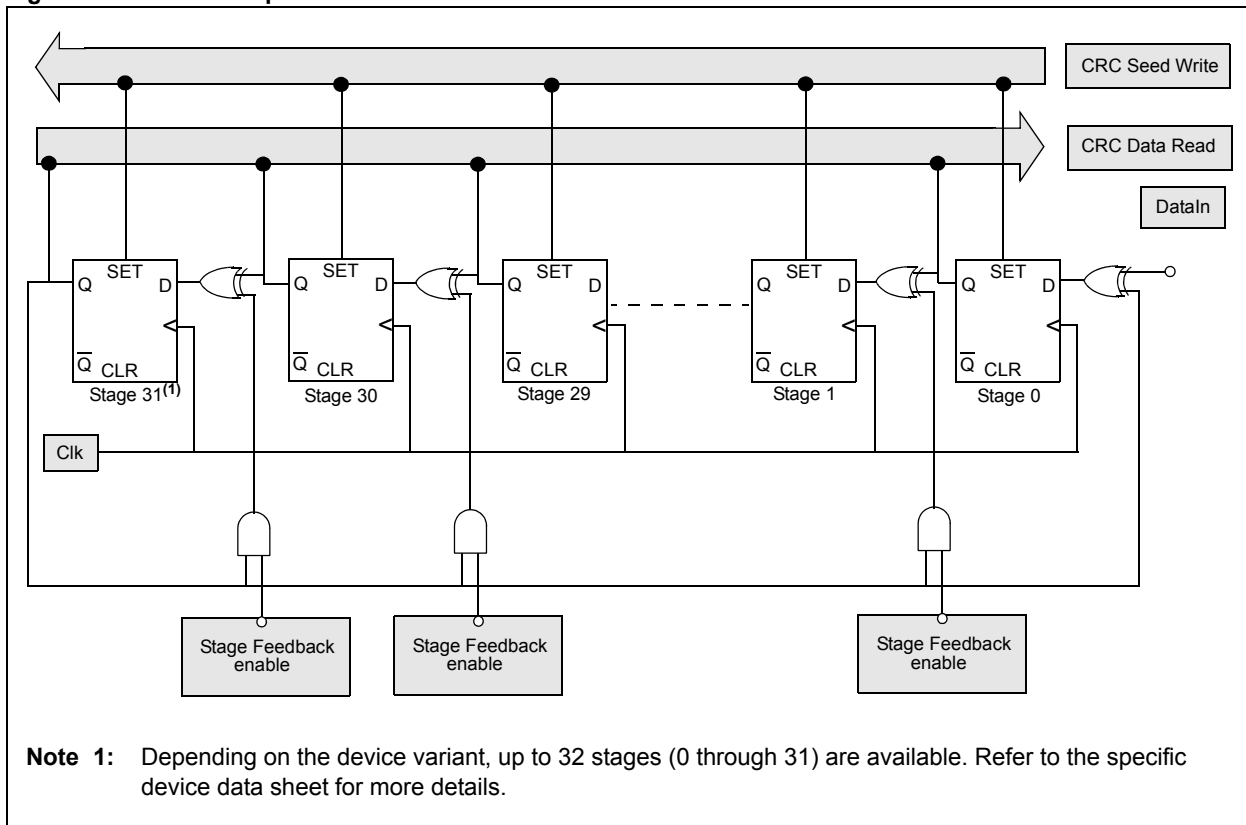 CRC Seed Write
CRC Data Read
DataIn
SET
Q D
Q CLR
Stage 31(1)
SET
Q D
Q CLR
Stage 30
SET
Q D
Q CLR
Stage 29
SET
Q D
Q CLR
Stage 1
SET
Q D
Q CLR
Stage 0
Clk
Stage Feedback
enable
Stage Feedback
enable
Stage Feedback
enable
Note 1: Depending on the device variant, up to 32 stages (0 through 31) are available. Refer to the specific
device data sheet for more details.